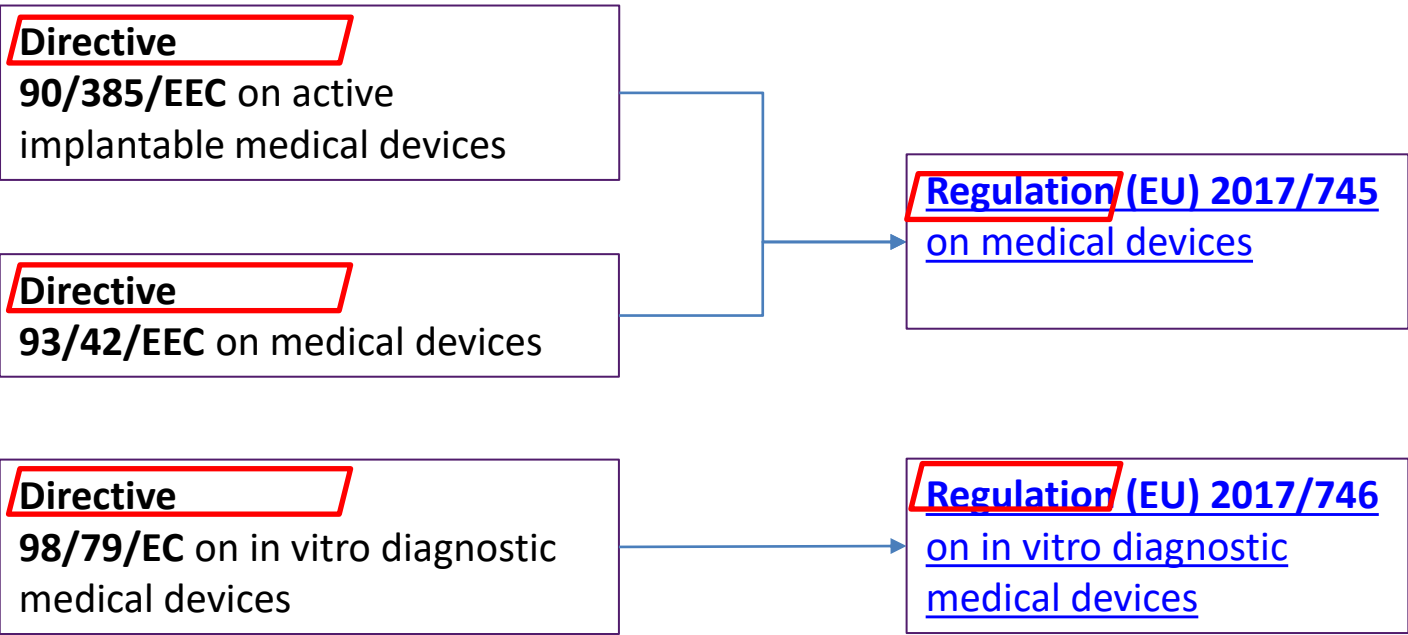 Directive
90/385/EEC on active
implantable medical devices
Directive
93/42/EEC on medical devices
Directive
98/79/EC on in vitro diagnostic
medical devices
Regulation (EU) 2017/745
on medical devices
Regulation (EU) 2017/746
on in vitro diagnostic
medical devices